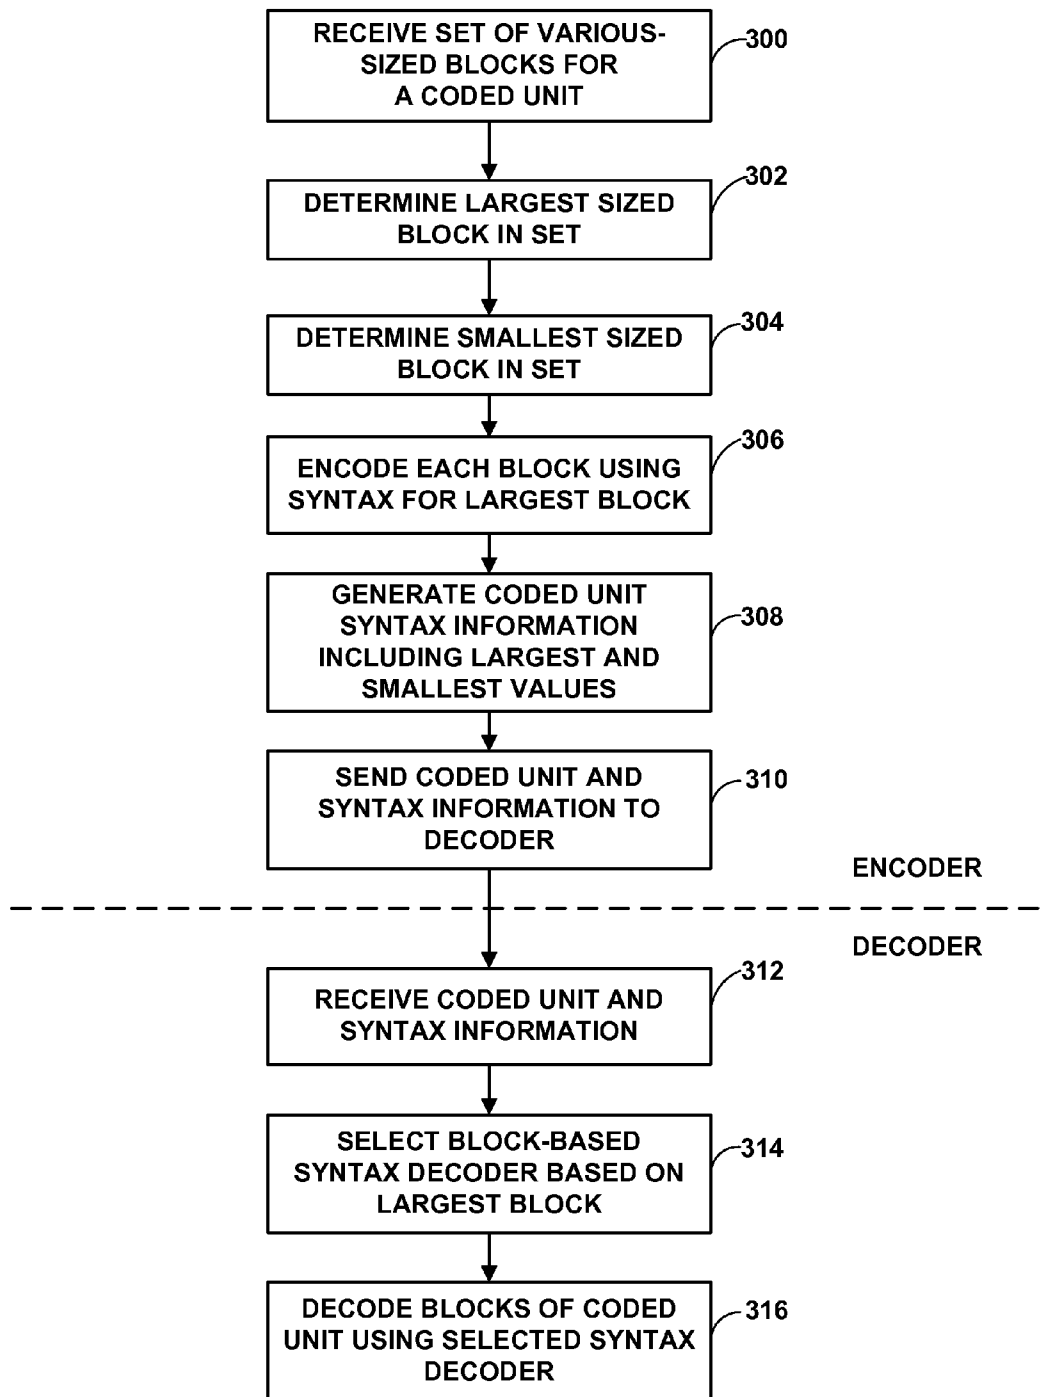 RECEIVE SET OF VARIOUS-
SIZED BLOCKS FOR
A CODED UNIT
300
DETERMINE LARGEST SIZED
BLOCK IN SET
302
DETERMINE SMALLEST SIZED
BLOCK IN SET
304
ENCODE EACH BLOCK USING
SYNTAX FOR LARGEST BLOCK
306
GENERATE CODED UNIT
SYNTAX INFORMATION
INCLUDING LARGEST AND
SMALLEST VALUES
308
SEND CODED UNIT AND
SYNTAX INFORMATION TO
DECODER
310
ENCODER
DECODER
RECEIVE CODED UNIT AND
SYNTAX INFORMATION
312
SELECT BLOCK-BASED
SYNTAX DECODER BASED ON
LARGEST BLOCK
314
DECODE BLOCKS OF CODED
UNIT USING SELECTED SYNTAX
DECODER
316